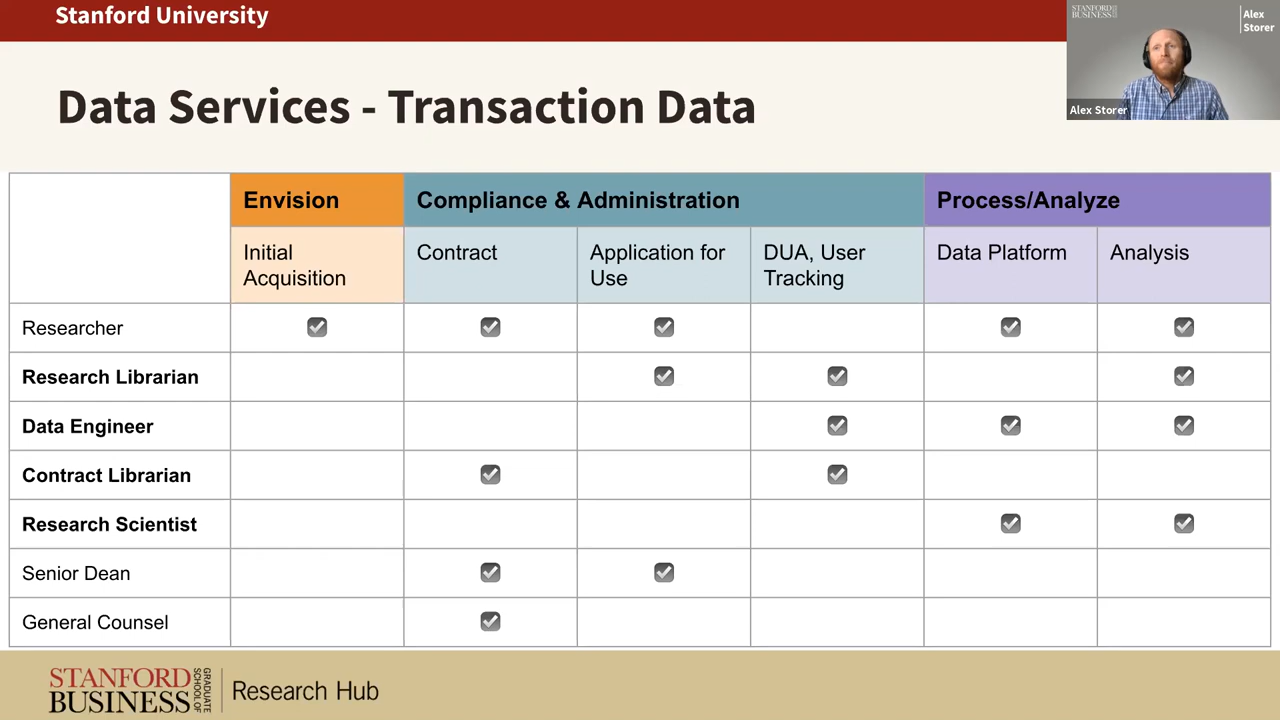 Stanford University
STANFORD
BUSINESS
Alex
Storer
Alex Storer
Data Services - Transaction Data
Envision
Compliance & Administration
Process/Analyze
Initial
Acquisition
Contract
Application for
Use
DUA, User
Tracking
Data Platform
Analysis
Researcher
Research Librarian
Data Engineer
Contract Librarian
Research Scientist
Senior Dean
General Counsel
STANFORD
BUSINESS
GRADUATE
SCHOOL OF
Research Hub